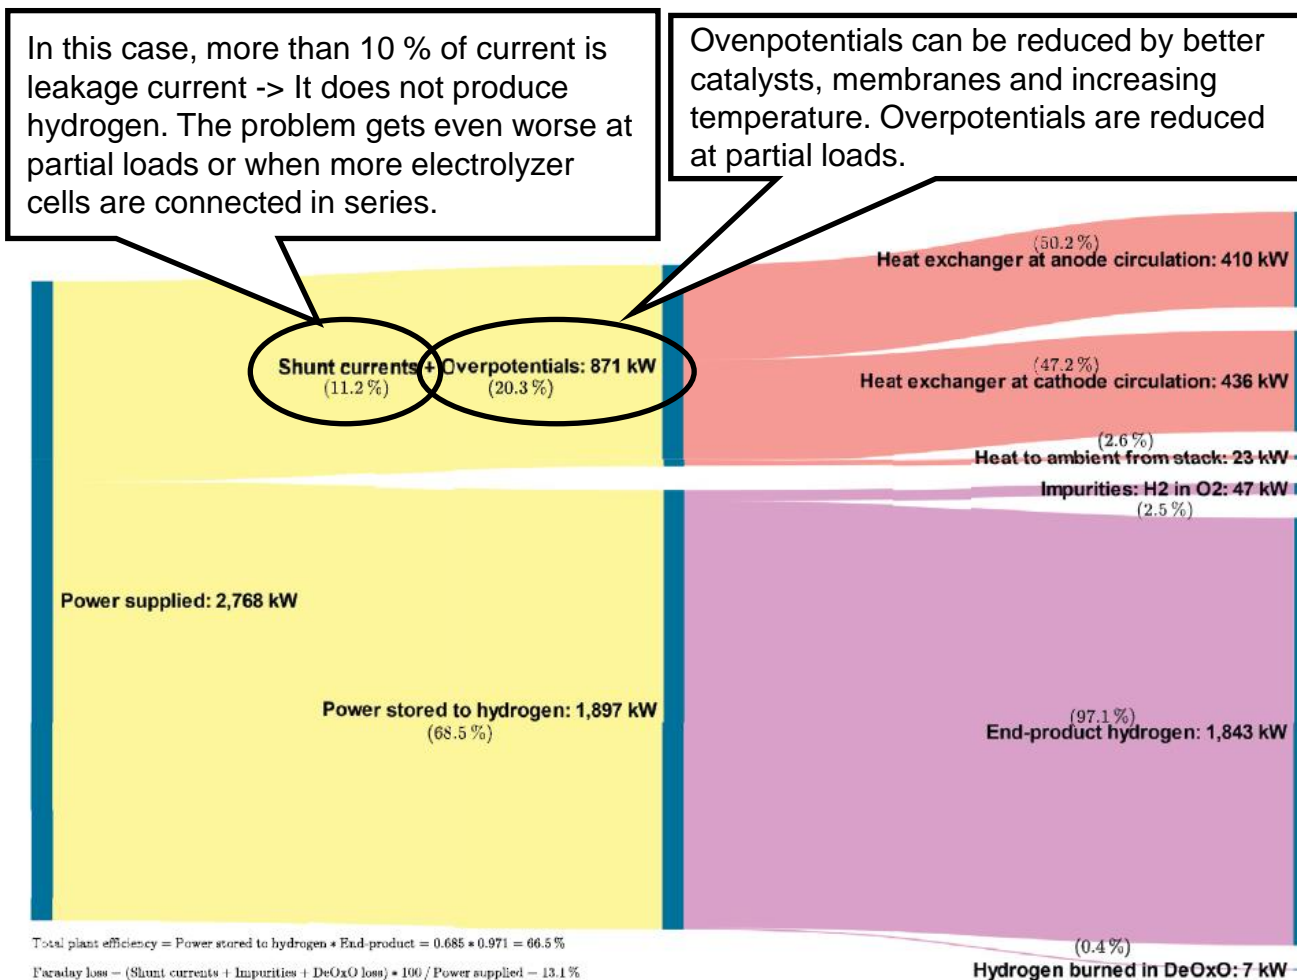 In this case, more than 10 % of current is
leakage current -> It does not produce
hydrogen. The problem gets even worse at
partial loads or when more electrolyzer
cells are connected in series.
Ovenpotentials can be reduced by better
catalysts, membranes and increasing
temperature. Overpotentials are reduced
at partial loads.
(50.2 %)
Heat exchanger at anode circulation: 410 kW
Shunt currents + Overpotentials: 871 kW
(11.2 %) (20.3 %)
(47.2 %)
Heat exchanger at cathode circulation: 436 kW
(2.6 %)
Heat to ambient from stack: 23 kW
Impurities: H2 in O2: 47 kW
(2.5 %)
Power supplied: 2,768 kW
Power stored to hydrogen: 1,897 kW
(68.5 %)
(97.1 %)
End-product hydrogen: 1,843 kW
Total plant efficiency = Power stored to hydrogen * End-product = 0.685 * 0.971 = 66.5 %
(0.4 %)
Hydrogen burned in DeOxO: 7 kW
Faraday loss = (Shunt currents + Impurities + DeOxO loss) * 100 / Power supplied = 13.1 %